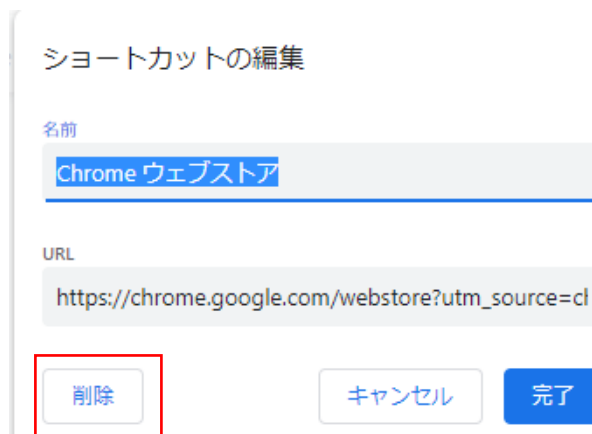 ショートカットの編集
名前
Chrome ウェブストア
URL
https://chrome.google.com/webstore?utm_source=cl
削除 キャンセル 完了